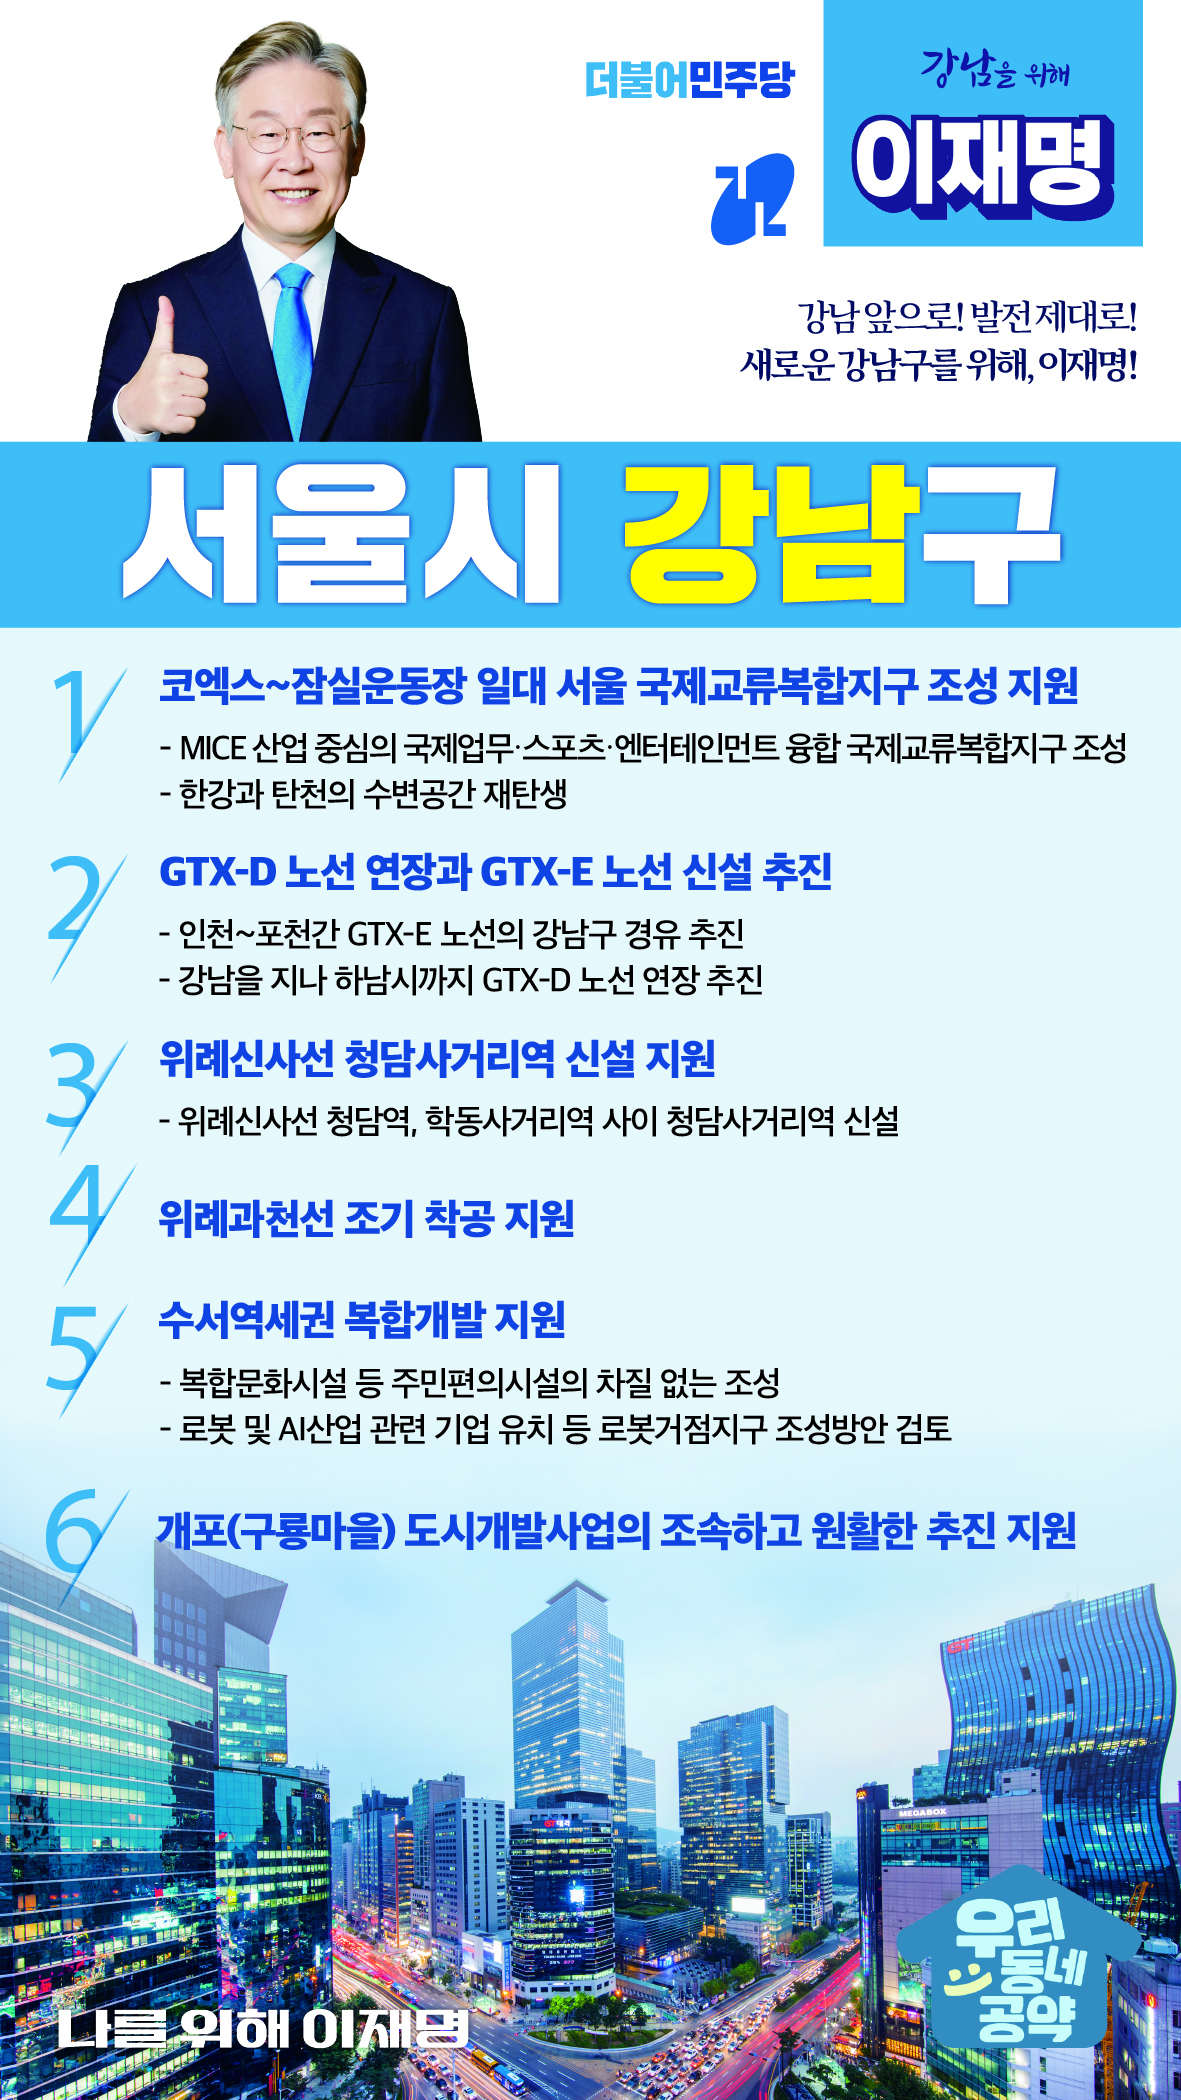 더불어민주당
강남을 위해
이재명
강남 앞으로! 발전 제대로!
새로운 강남구를 위해, 이재명!
서울시 강남구
1 코엑스~잠실운동장 일대 서울 국제교류복합지구 조성 지원
- MICE 산업 중심의 국제업무·스포츠·엔터테인먼트 융합 국제교류복합지구 조성
- 한강과 탄천의 수변공간 재탄생
2 GTX-D 노선 연장과 GTX-E 노선 신설 추진
- 인천~포천간 GTX-E 노선의 강남구 경유 추진
- 강남을 지나 하남시까지 GTX-D 노선 연장 추진
3 위례신사선 청담사거리역 신설 지원
- 위례신사선 청담역, 학동사거리역 사이 청담사거리역 신설
4 위례과천선 조기 착공 지원
5 수서역세권 복합개발 지원
- 복합문화시설 등 주민편의시설의 차질 없는 조성
- 로봇 및 AI산업 관련 기업 유치 등 로봇거점지구 조성방안 검토
6 개포(구룡마을) 도시개발사업의 조속하고 원활한 추진 지원
GT
MEGABOX
우리
동네
공약
나를 위해 이재명